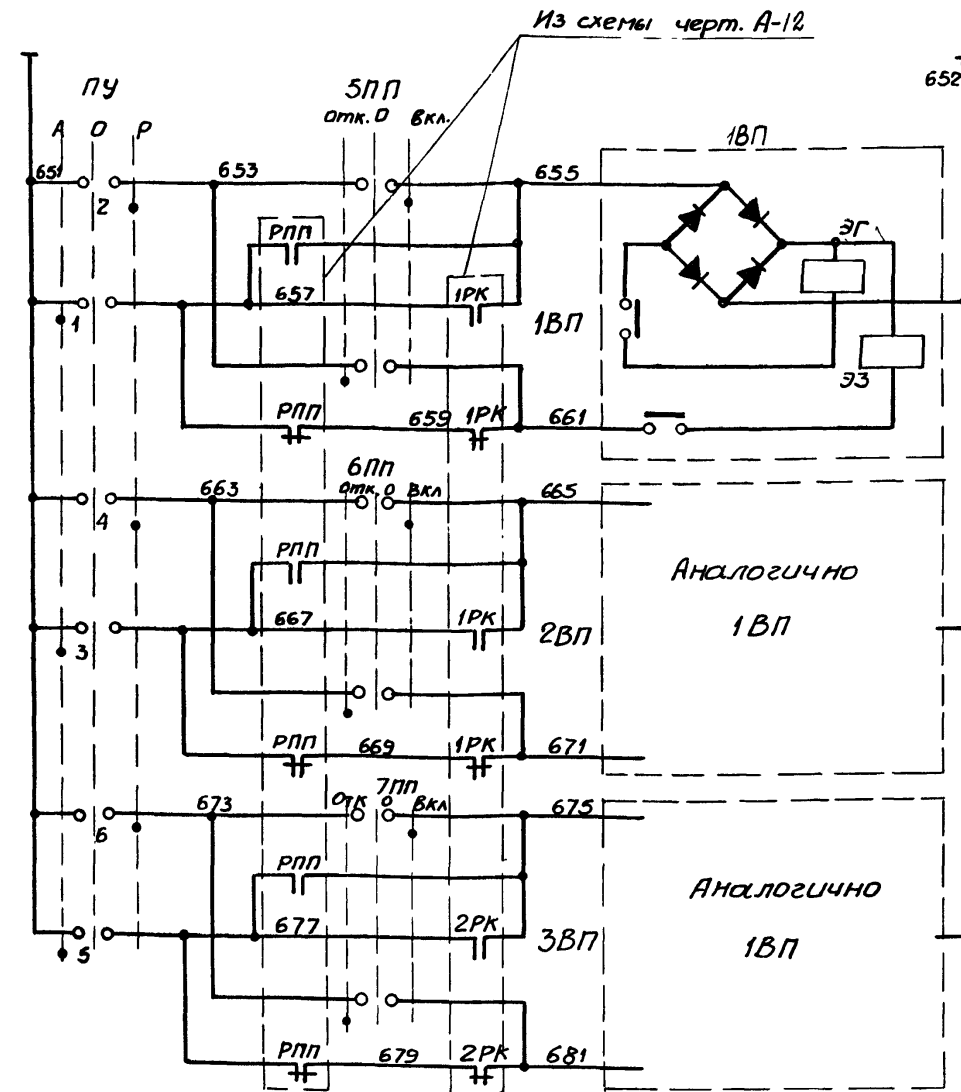 Из схемы черт. А-12
652
ПУ
5ПП
А О Р
Отк. О Вкл.
1ВП
651
2
653
655
РПП
ЭГ
657
1РК
1
1ВП
ЭЗ
РПП
659
1РК
661
6ПП
Отк. О Вкл
4
663
665
РПП
Аналогично
667
1РК
3
2ВП
1ВП
РПП
669
1РК
671
7ПП
Отк О Вкл
6
673
675
РПП
Аналогично
677
2РК
5
3ВП
1ВП
РПП
679
2РК
681